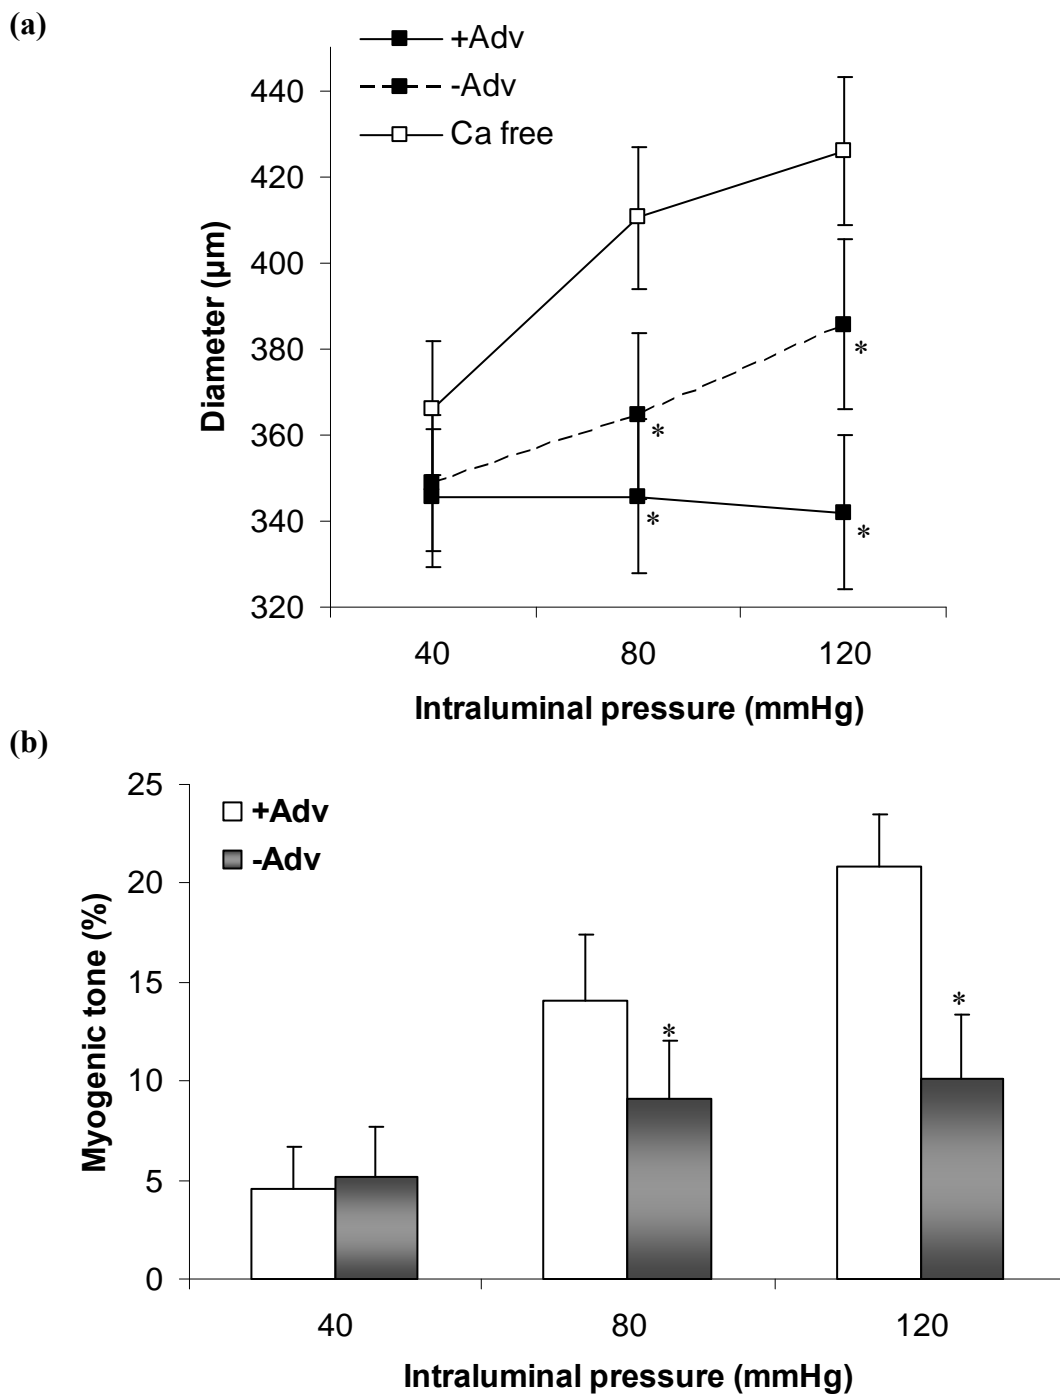 (a)
+Adv
-Adv
Ca free
440
420
400
380
360
340
320
Diameter (µm)
*
*
*
*
40 80 120
Intraluminal pressure (mmHg)
(b)
25
20
15
10
5
0
Myogenic tone (%)
+Adv
-Adv
*
*
40 80 120
Intraluminal pressure (mmHg)